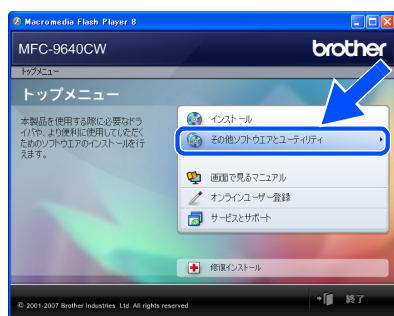 Macromedia Flash Player 8
MFC-9640CW
brother
トップメニュー
トップメニュー
本製品を使用する際に必要なドラ
イバや、より便利に使用していただく
ためのソフトウエアのインストールを行
えます。
インストール
その他ソフトウエアとユーティリティ
画面で見るマニュアル
オンラインユーザー登録
サービスとサポート
修復インストール
© 2001-2007 Brother Industries Ltd. All rights reserved
終了